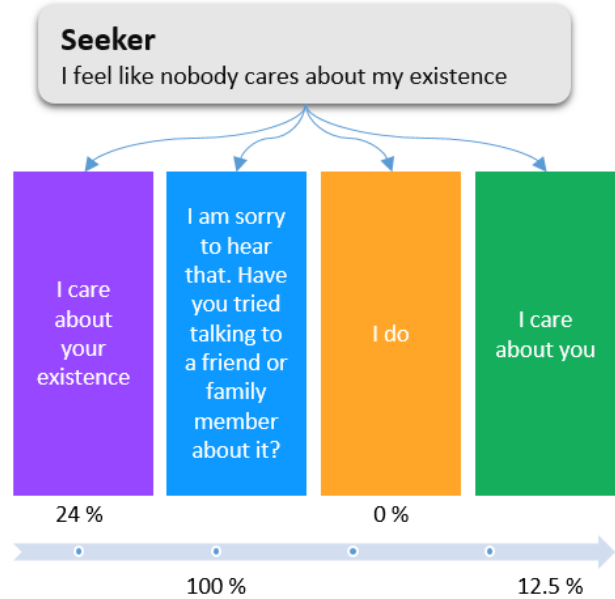 Seeker
I feel like nobody cares about my existence
I care
about
your
existence
I am sorry
to hear
that. Have
you tried
talking to
a friend or
family
member
about it?
I do
I care
about you
24 %
0 %
100 %
12.5 %